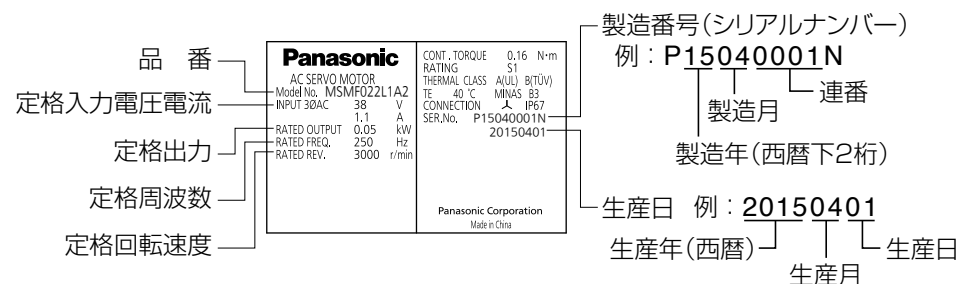 品 番
定格入力電圧電流
定格出力
定格周波数
定格回転速度
Panasonic
AC SERVO MOTOR
Model No. MSMF022L1A2
INPUT 3ØAC 38 V
1.1 A
RATED OUTPUT 0.05 kW
RATED FREQ. 250 Hz
RATED REV. 3000 r/min
CONT. TORQUE 0.16 N・m
RATING S1
THERMAL CLASS A(UL) B(TÜV)
TE 40 ℃ MINAS B3
CONNECTION 人 IP67
SER.No. P15040001N
20150401
Panasonic Corporation
Made in China
製造番号(シリアルナンバー)
例:P15040001N
連番
製造月
製造年(西暦下2桁)
生産日 例:20150401
生産年(西暦)
生産日
生産月